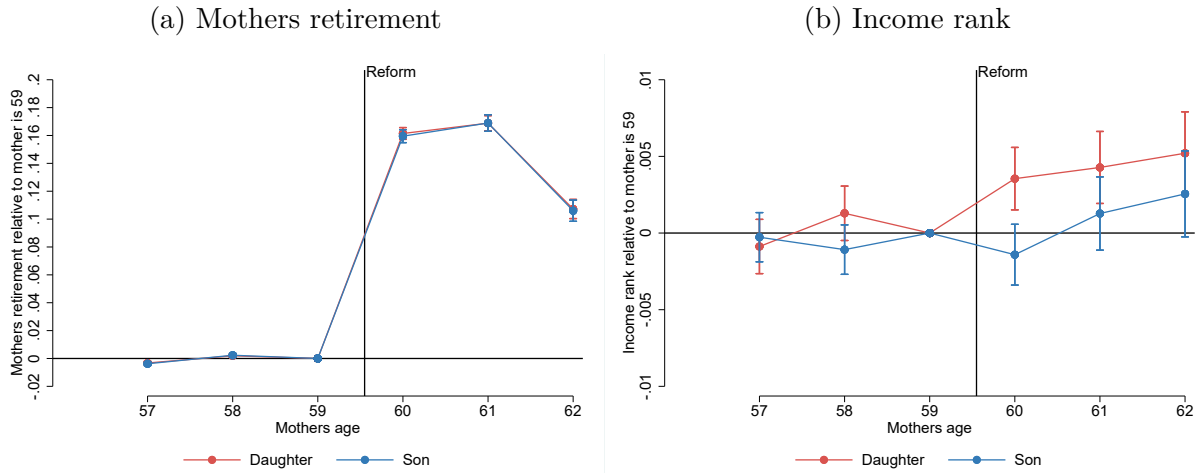 (a) Mothers retirement
Mothers retirement relative to mother is 59
.2
.18
.16
.14
.12
.1
.08
.06
.04
.02
0
-.02
Reform
57 58 59 60 61 62
Mothers age
Daughter Son
(b) Income rank
Income rank relative to mother is 59
.01
.005
0
-.005
-.01
Reform
57 58 59 60 61 62
Mothers age
Daughter Son